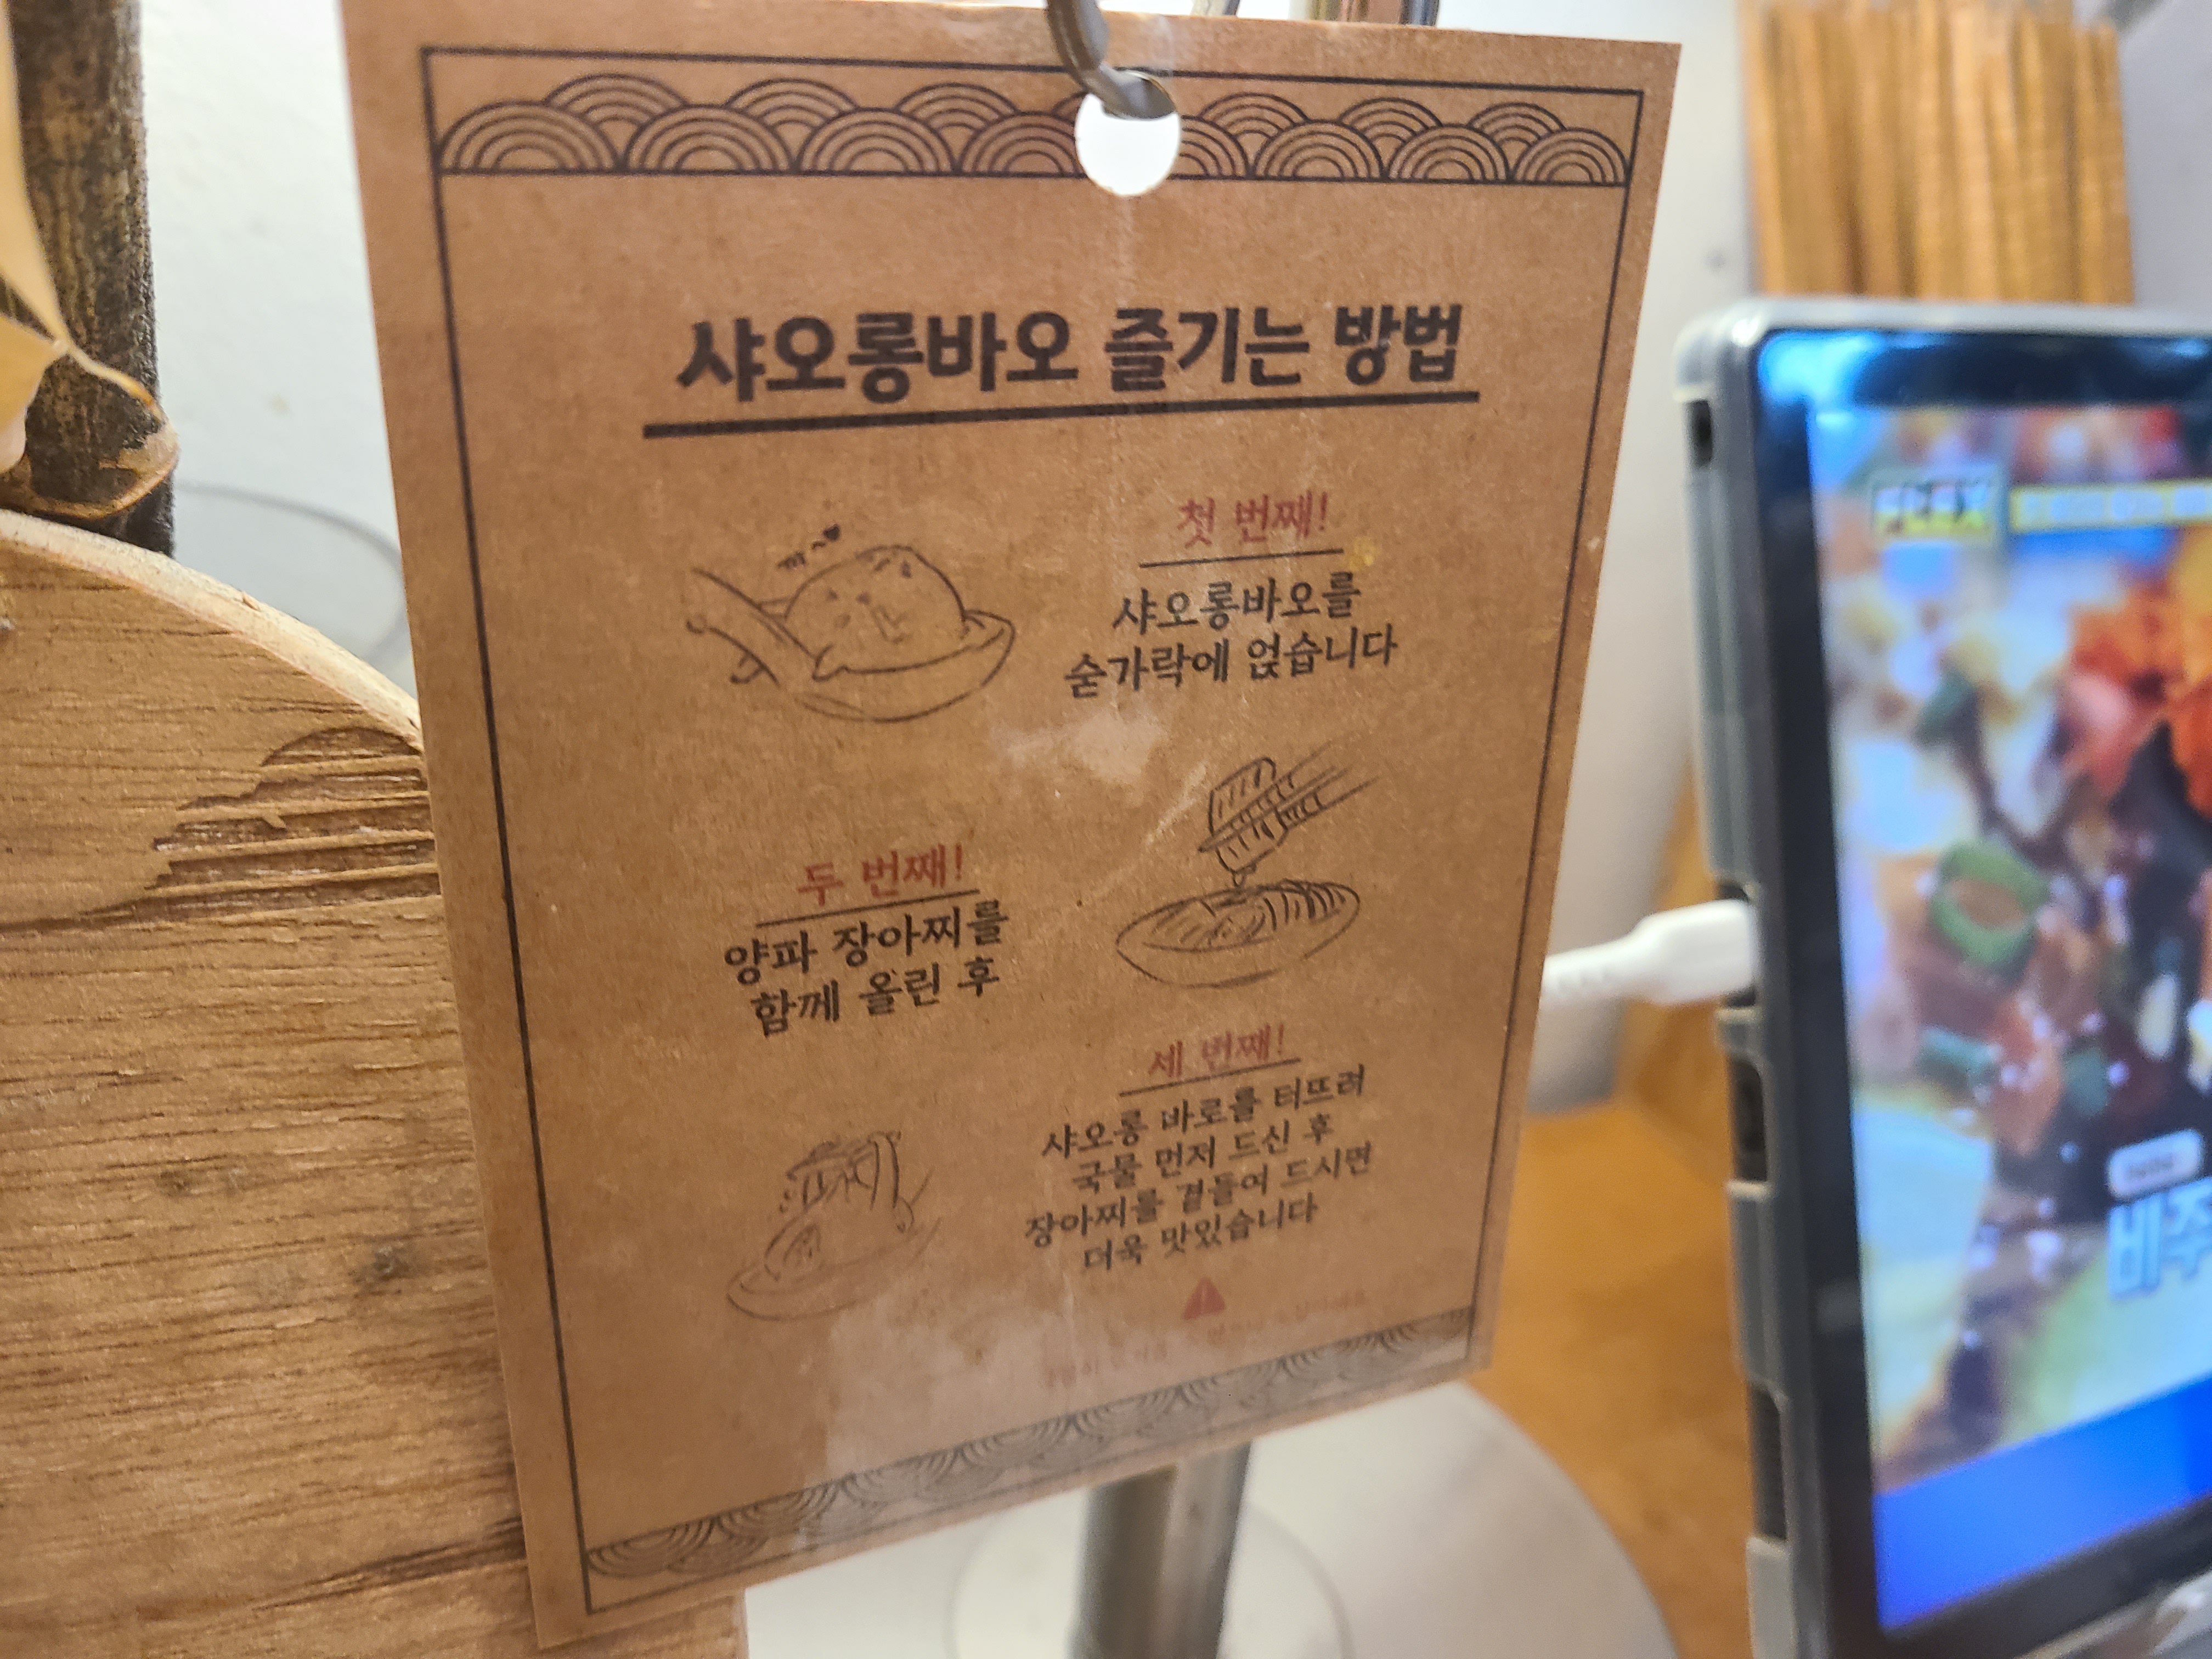 샤오롱바오 즐기는 방법
첫 번째!
샤오롱바오를
숟가락에 얹습니다
두 번째!
양파 장아찌를
함께 올린 후
세 번째!
샤오롱 바로를 터뜨려
국물 먼저 드신 후
장아찌를 곁들여 드시면
더욱 맛있습니다